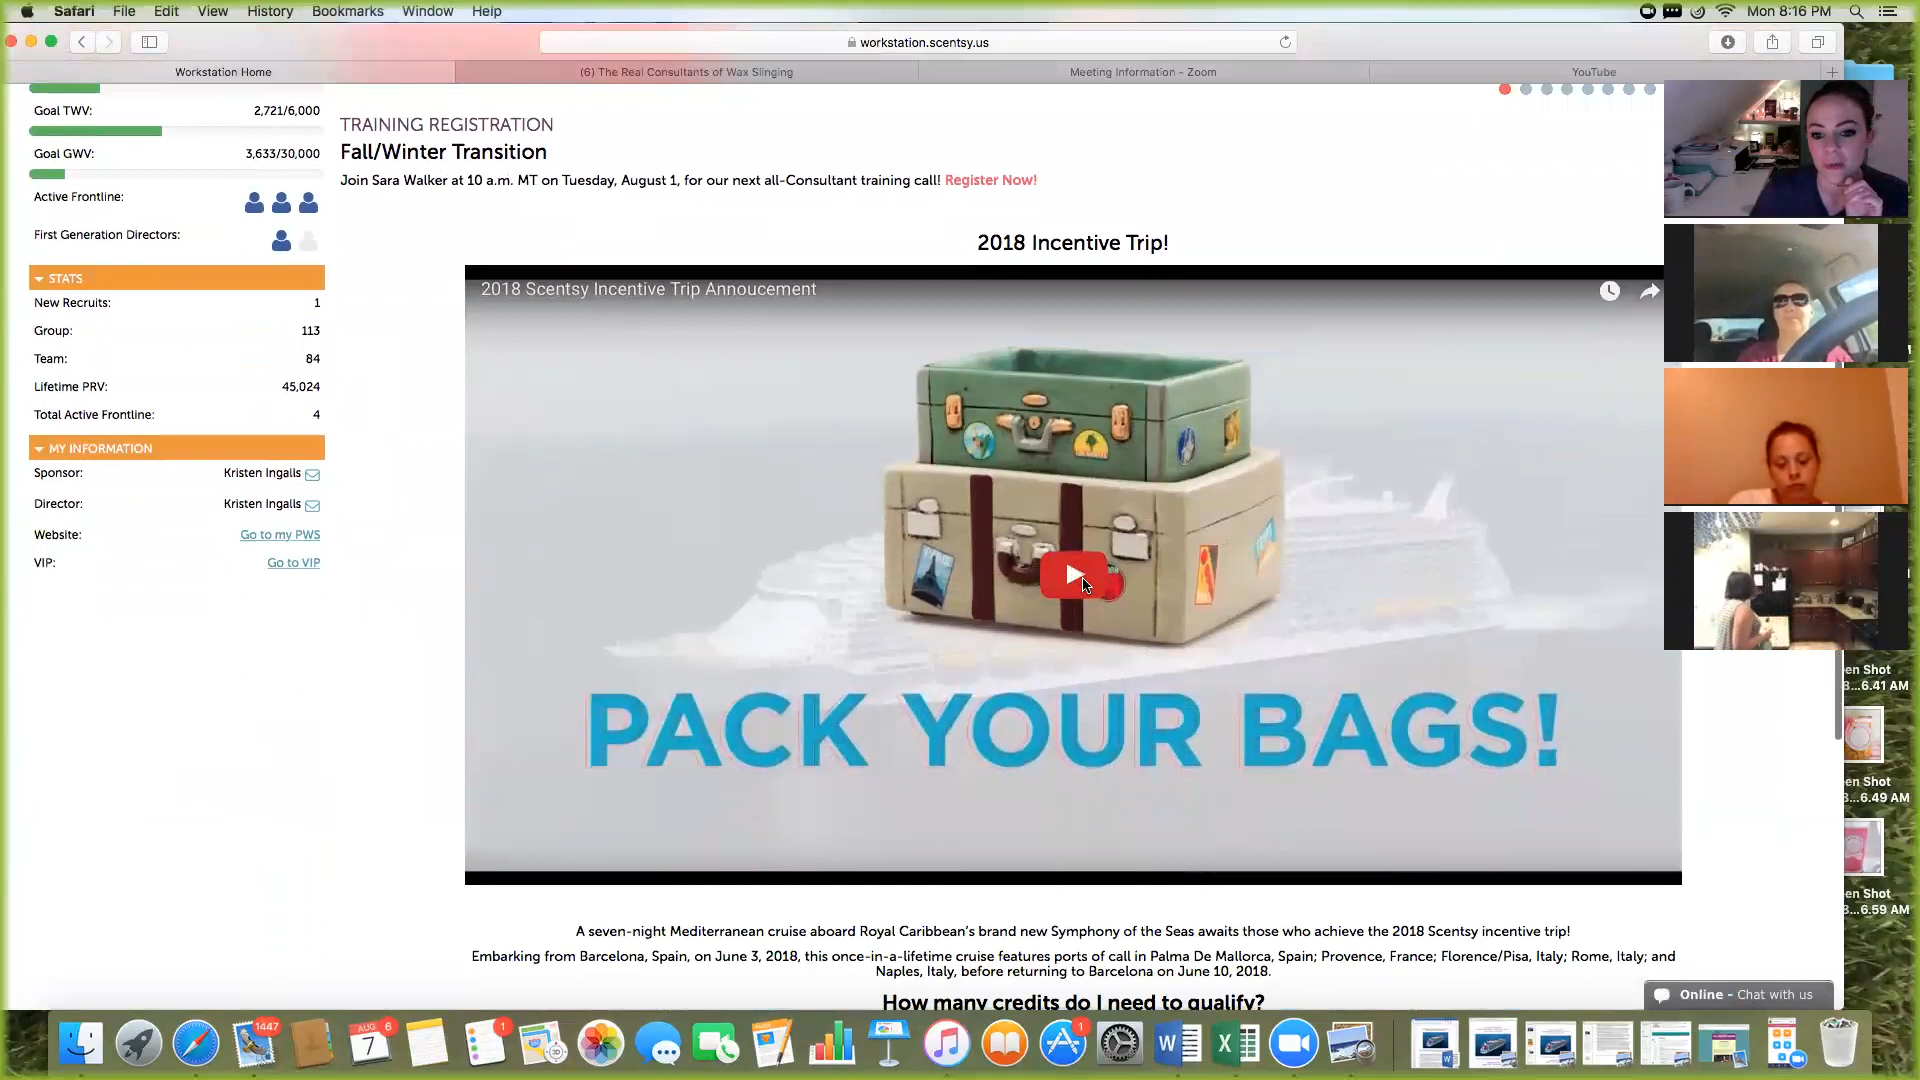 Safari File Edit View History Bookmarks Window Help
Mon 8:16 PM
workstation.scentsy.us
Workstation Home
(6) The Real Consultants of Wax Slinging
Meeting Information - Zoom
YouTube
Goal TWV: 2,721/6,000
Goal GWV: 3,633/30,000
Active Frontline:
First Generation Directors:
STATS
New Recruits: 1
Group: 113
Team: 84
Lifetime PRV: 45,024
Total Active Frontline: 4
MY INFORMATION
Sponsor: Kristen Ingalls
Director: Kristen Ingalls
Website: Go to my PWS
VIP: Go to VIP
TRAINING REGISTRATION
Fall/Winter Transition
Join Sara Walker at 10 a.m. MT on Tuesday, August 1, for our next all-Consultant training call! Register Now!
2018 Incentive Trip!
2018 Scentsy Incentive Trip Annoucement
PACK YOUR BAGS!
A seven-night Mediterranean cruise aboard Royal Caribbean's brand new Symphony of the Seas awaits those who achieve the 2018 Scentsy incentive trip!
Embarking from Barcelona, Spain, on June 3, 2018, this once-in-a-lifetime cruise features ports of call in Palma De Mallorca, Spain; Provence, France; Florence/Pisa, Italy; Rome, Italy; and
Naples, Italy, before returning to Barcelona on June 10, 2018.
How many credits do I need to qualify?
Online - Chat with us
en Shot
3...6.41 AM
en Shot
3...6.49 AM
en Shot
3...6.59 AM
1447
AUG 6
7
1
1